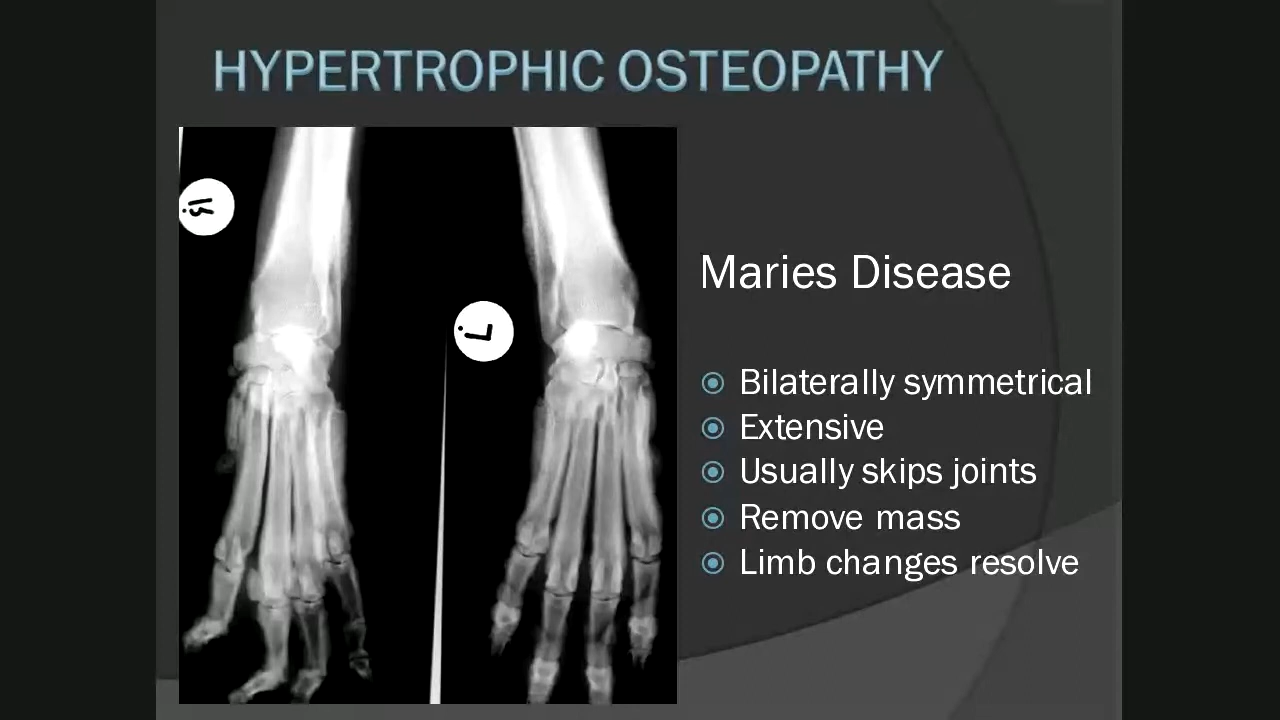 HYPERTROPHIC OSTEOPATHY
R
L
Maries Disease
Bilaterally symmetrical
Extensive
Usually skips joints
Remove mass
Limb changes resolve